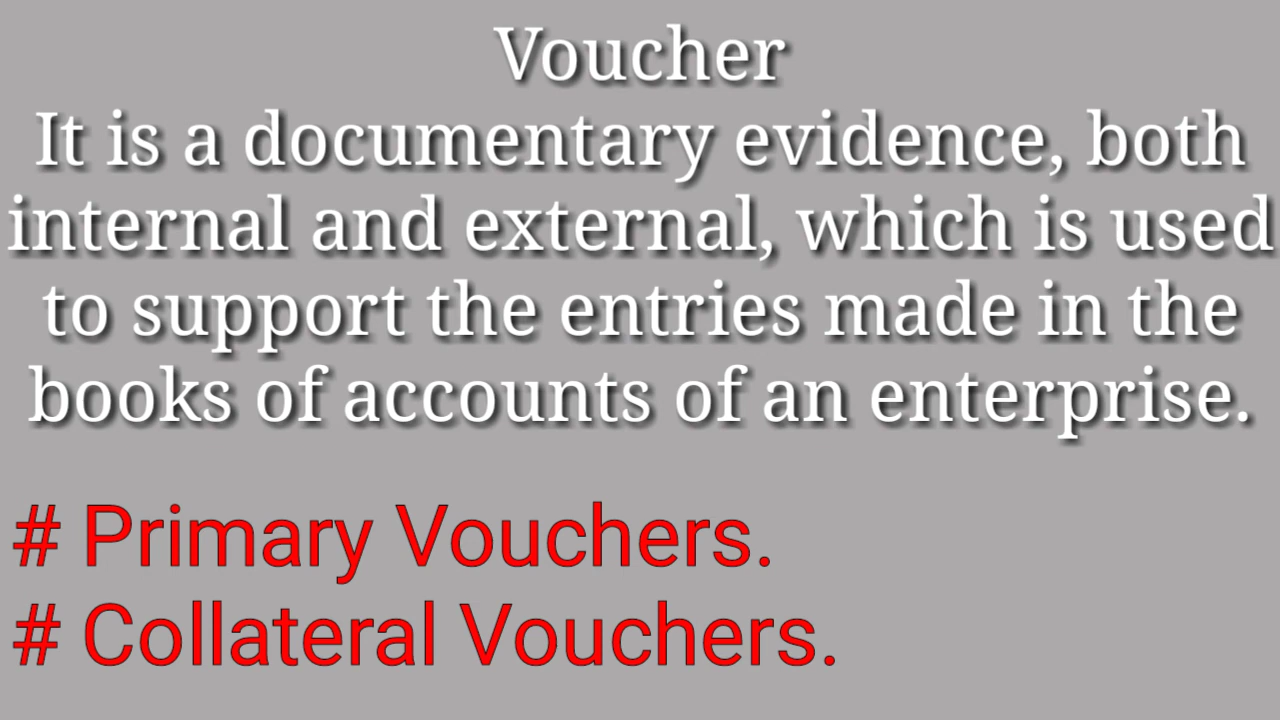 Voucher
It is a documentary evidence, both
internal and external, which is used
to support the entries made in the
books of accounts of an enterprise.
# Primary Vouchers.
# Collateral Vouchers.